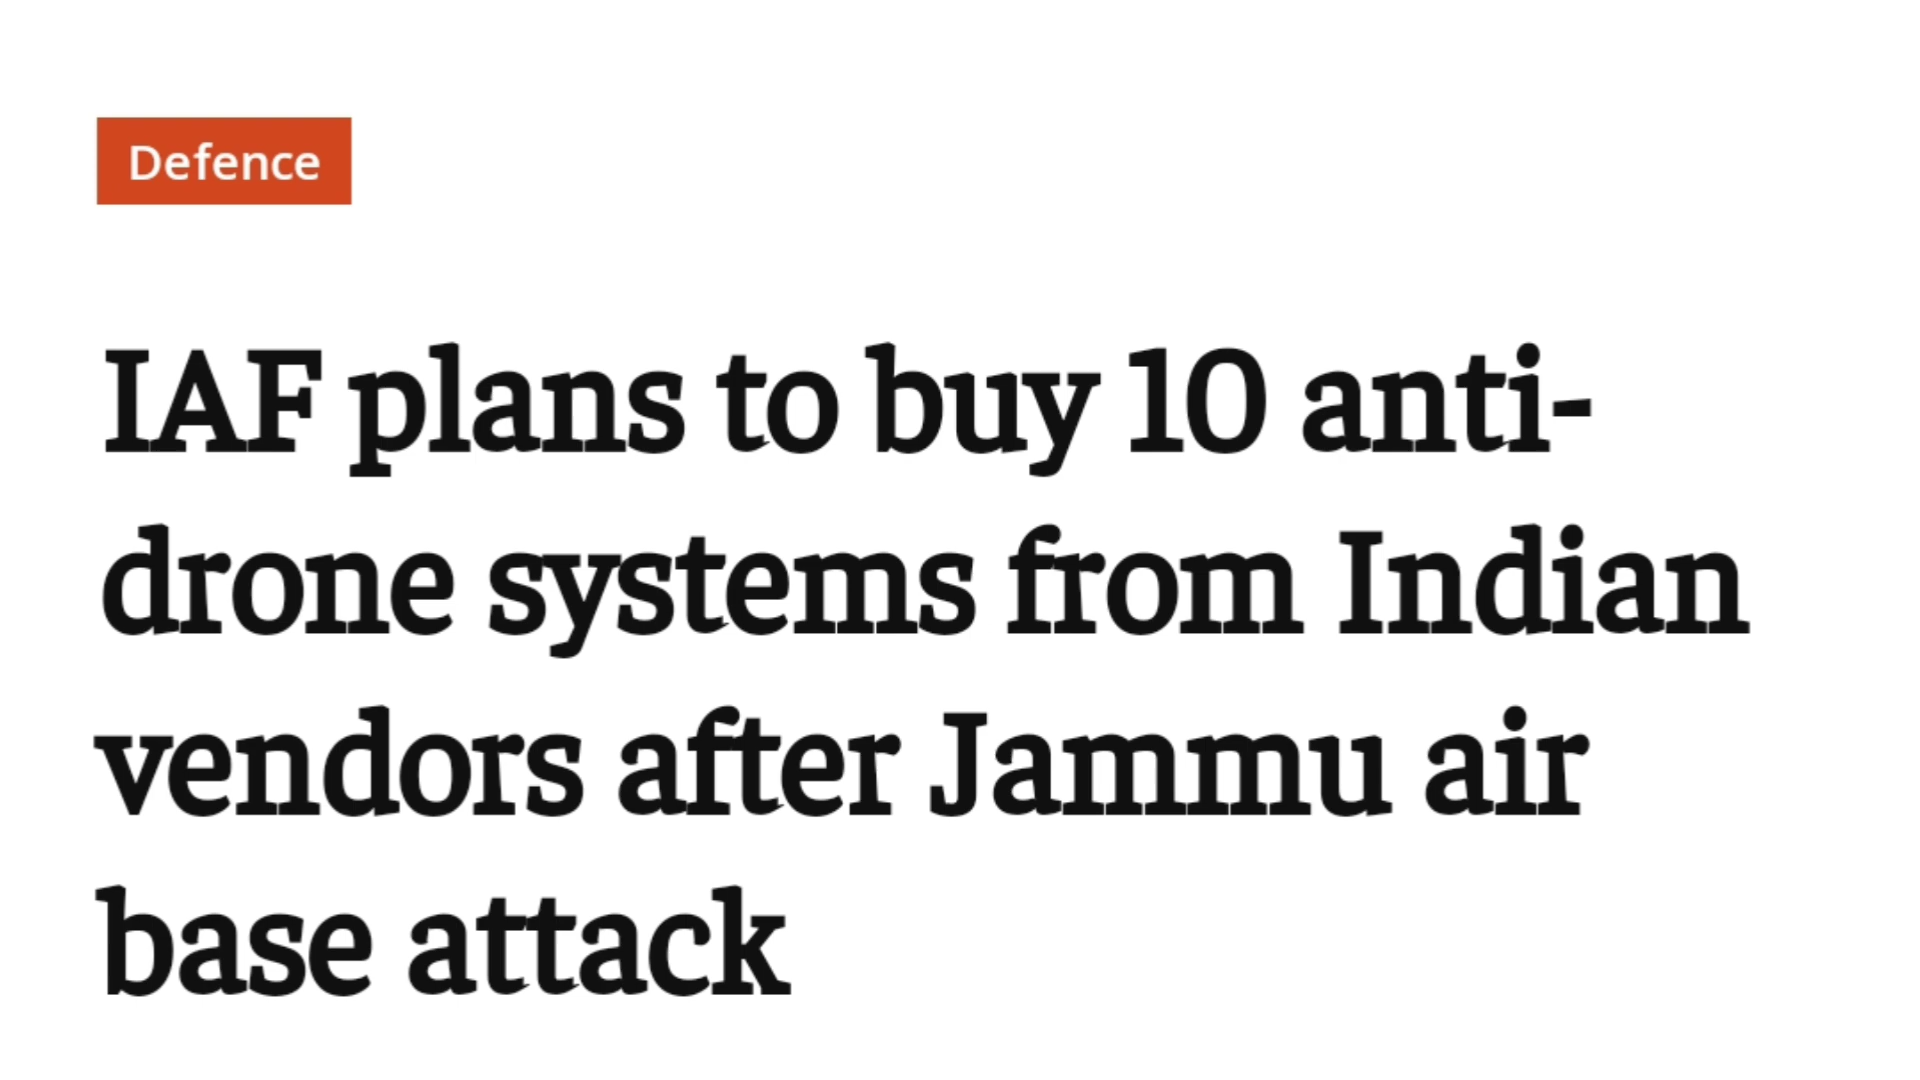 Defence
IAF plans to buy 10 anti-
drone systems from Indian
vendors after Jammu air
base attack